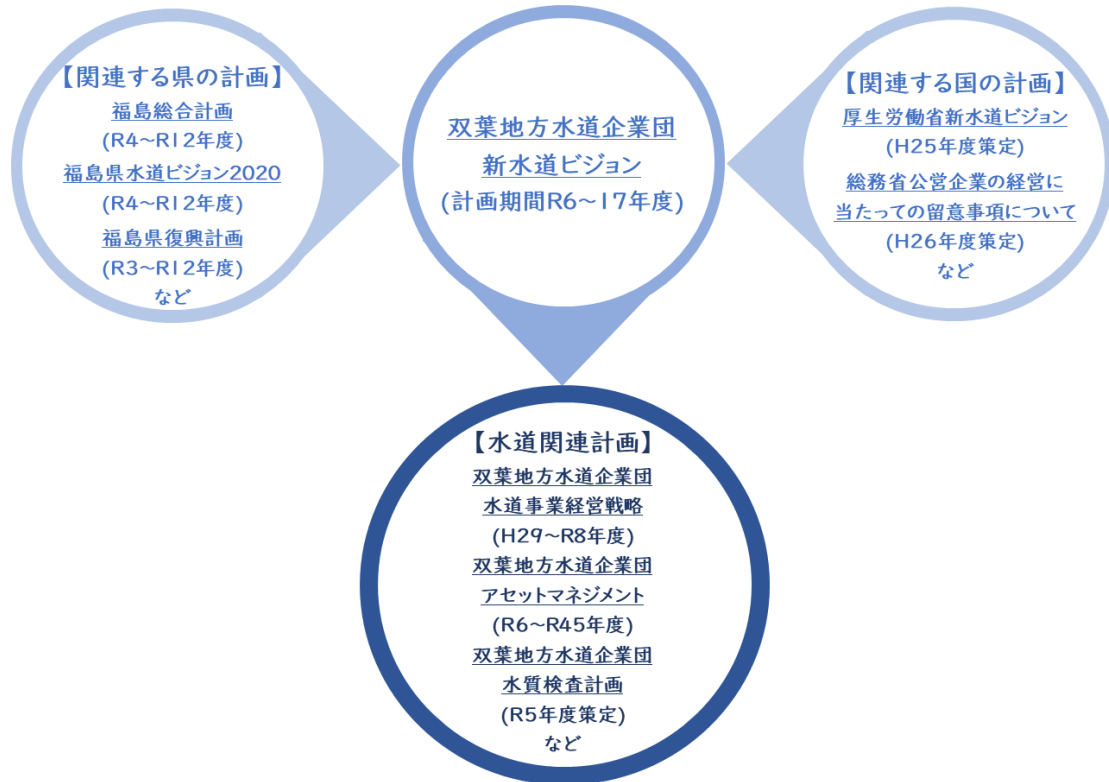 【関連する県の計画】
福島総合計画
(R4~R12年度)
福島県水道ビジョン2020
(R4~R12年度)
福島県復興計画
(R3~R12年度)
など
双葉地方水道企業団
新水道ビジョン
(計画期間R6~17年度)
【関連する国の計画】
厚生労働省新水道ビジョン
(H25年度策定)
総務省公営企業の経営に
当たっての留意事項について
(H26年度策定)
など
【水道関連計画】
双葉地方水道企業団
水道事業経営戦略
(H29~R8年度)
双葉地方水道企業団
アセットマネジメント
(R6~R45年度)
双葉地方水道企業団
水質検査計画
(R5年度策定)
など